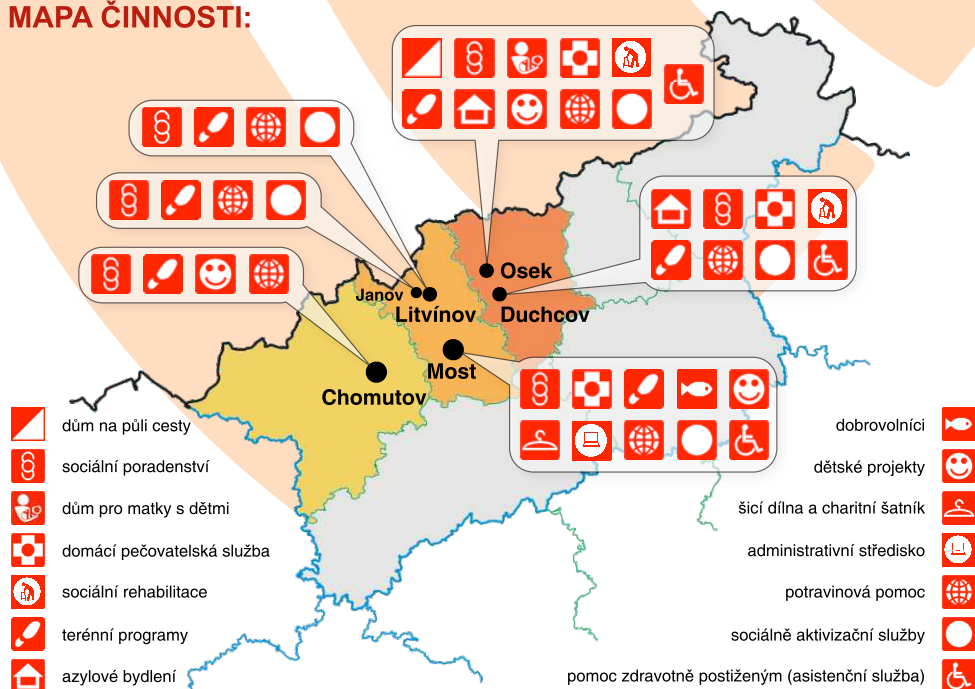 MAPA ČINNOSTI:
Osek
Janov
Litvínov
Duchcov
Most
Chomutov
dům na půli cesty
sociální poradenství
dům pro matky s dětmi
domácí pečovatelská služba
sociální rehabilitace
terénní programy
azylové bydlení
dobrovolníci
dětské projekty
šicí dílna a charitní šatník
administrativní středisko
potravinová pomoc
sociálně aktivizační služby
pomoc zdravotně postiženým (asistenční služba)